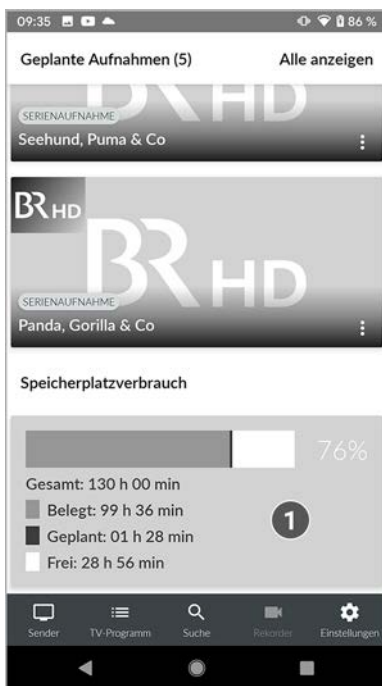 09:35
86 %
Geplante Aufnahmen (5) Alle anzeigen
HD
SERIENAUFNAHME
Seehund, Puma & Co
BR HD
BR HD
SERIENAUFNAHME
Panda, Gorilla & Co
Speicherplatzverbrauch
76%
Gesamt: 130 h 00 min
Belegt: 99 h 36 min
Geplant: 01 h 28 min
Frei: 28 h 56 min
1
Sender TV-Programm Suche Rekorder Einstellungen